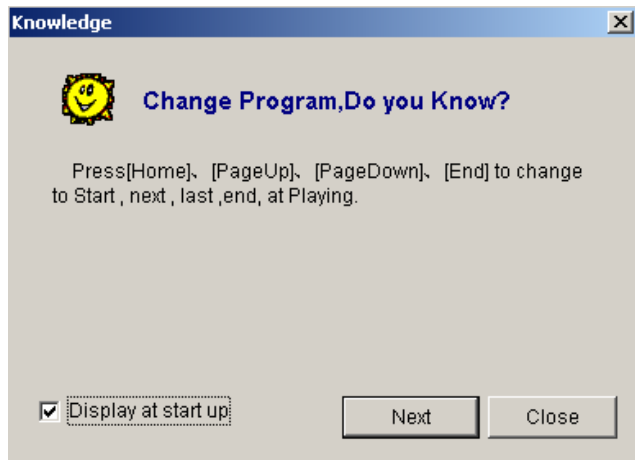 Knowledge
Change Program,Do you Know?
Press[Home]、[PageUp]、[PageDown]、[End] to change
to Start , next , last ,end, at Playing.
Display at start up
Next
Close